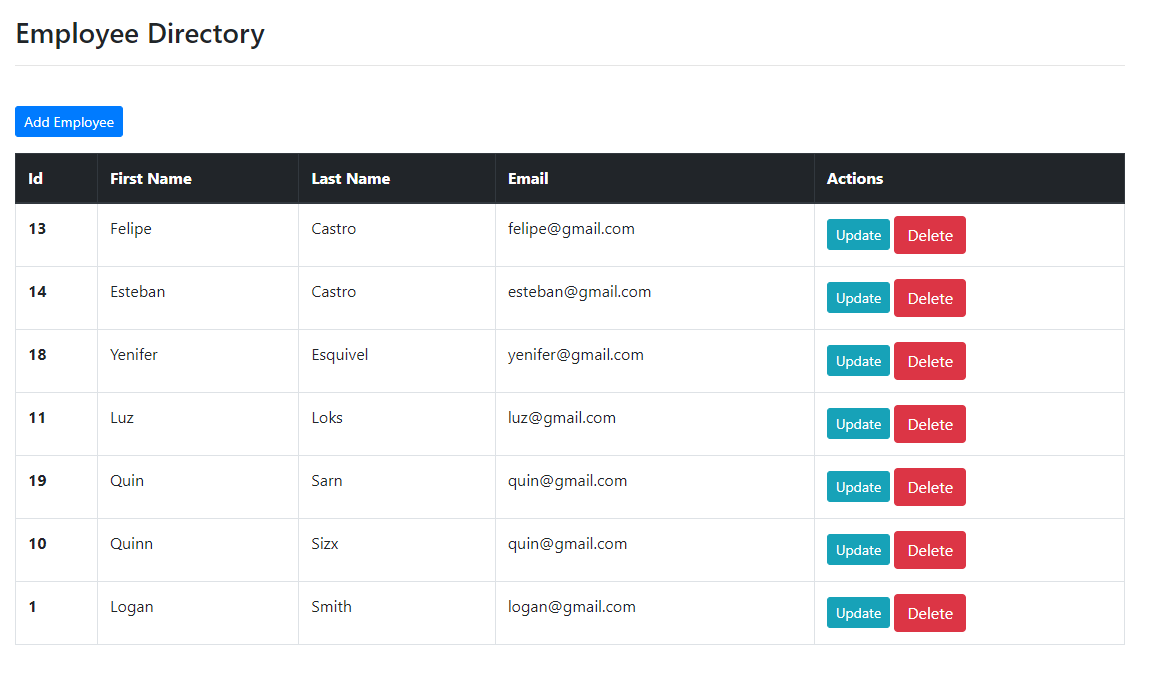 Employee Directory
Add Employee
Id First Name Last Name Email Actions
13 Felipe Castro felipe@gmail.com Update Delete
14 Esteban Castro esteban@gmail.com Update Delete
18 Yenifer Esquivel yenifer@gmail.com Update Delete
11 Luz Loks luz@gmail.com Update Delete
19 Quin Sarn quin@gmail.com Update Delete
10 Quinn Sizx quin@gmail.com Update Delete
1 Logan Smith logan@gmail.com Update Delete